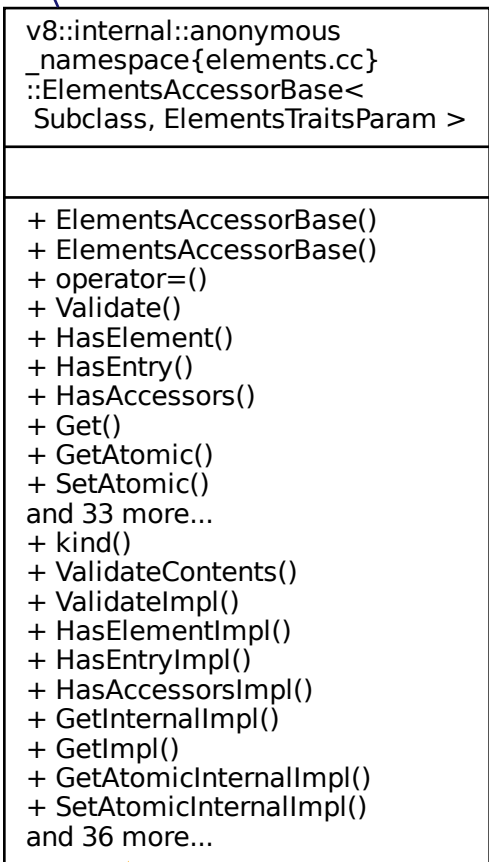 v8::internal::anonymous
_namespace{elements.cc}
::ElementsAccessorBase<
Subclass, ElementsTraitsParam >
+ ElementsAccessorBase()
+ ElementsAccessorBase()
+ operator=()
+ Validate()
+ HasElement()
+ HasEntry()
+ HasAccessors()
+ Get()
+ GetAtomic()
+ SetAtomic()
and 33 more...
+ kind()
+ ValidateContents()
+ ValidateImpl()
+ HasElementImpl()
+ HasEntryImpl()
+ HasAccessorsImpl()
+ GetInternalImpl()
+ GetImpl()
+ GetAtomicInternalImpl()
+ SetAtomicInternalImpl()
and 36 more...